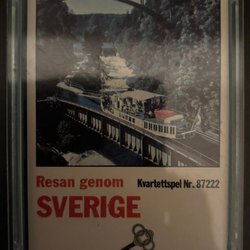 Resan genom
Kvartettspel Nr. 87222
SVERIGE